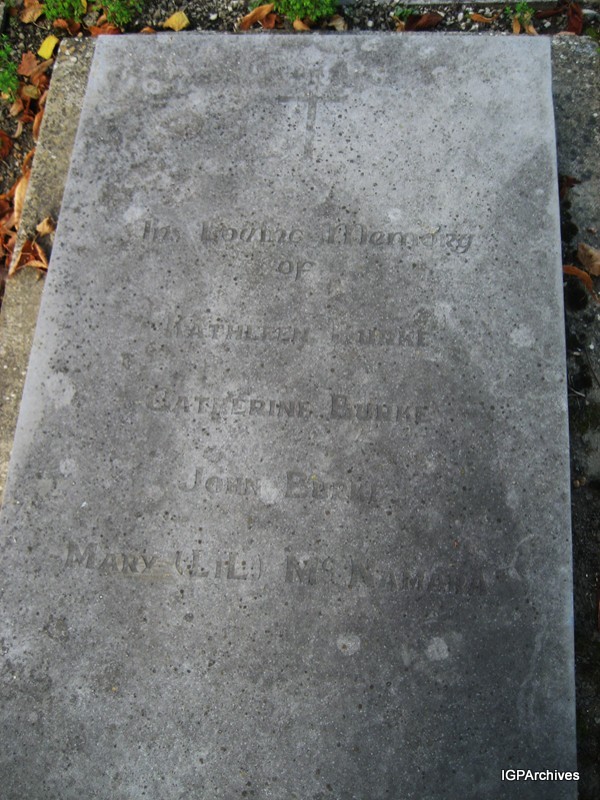 In Loving Memory
of
Kathleen Burke
Catherine Burke
John Burke
Mary (Lil) McNamara
IGPArchives